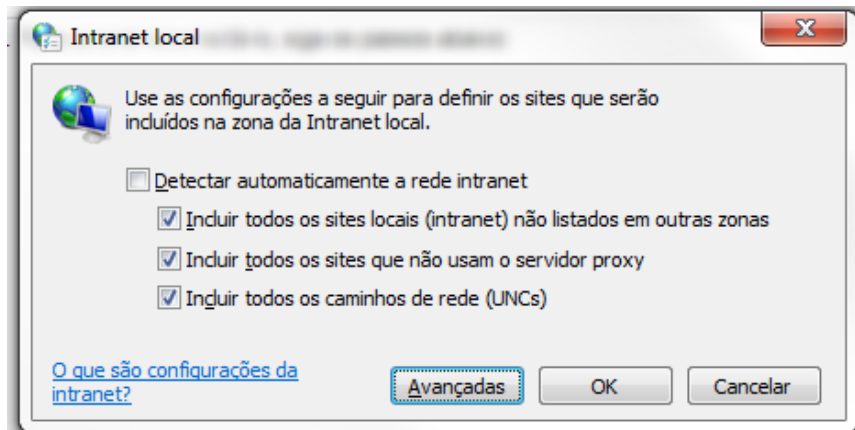 Intranet local
Use as configurações a seguir para definir os sites que serão
incluídos na zona da Intranet local.
Detectar automaticamente a rede intranet
Incluir todos os sites locais (intranet) não listados em outras zonas
Incluir todos os sites que não usam o servidor proxy
Incluir todos os caminhos de rede (UNCs)
O que são configurações da
intranet?
Avançadas OK Cancelar